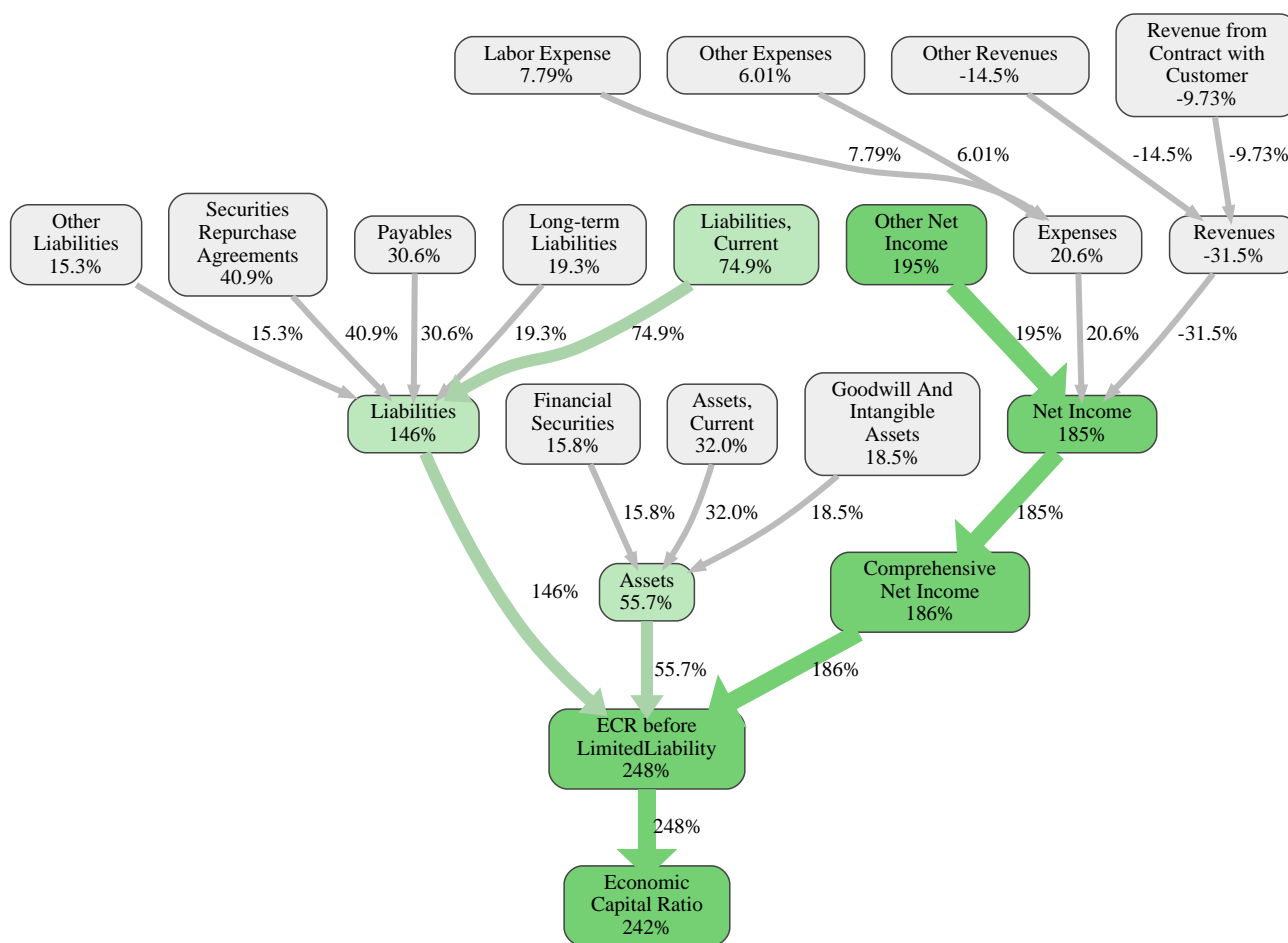 Labor Expense
7.79%
Other Expenses
6.01%
Other Revenues
-14.5%
Revenue from
Contract with
Customer
-9.73%
7.79%
6.01%
-14.5%
-9.73%
Other
Liabilities
15.3%
Securities
Repurchase
Agreements
40.9%
Payables
30.6%
Long-term
Liabilities
19.3%
Liabilities,
Current
74.9%
Other Net
Income
195%
Expenses
20.6%
Revenues
-31.5%
15.3%
40.9%
30.6%
19.3%
74.9%
195%
20.6%
-31.5%
Liabilities
146%
Financial
Securities
15.8%
Assets,
Current
32.0%
Goodwill And
Intangible
Assets
18.5%
Net Income
185%
15.8%
32.0%
18.5%
185%
146%
Assets
55.7%
Comprehensive
Net Income
186%
55.7%
186%
ECR before
LimitedLiability
248%
248%
Economic
Capital Ratio
242%